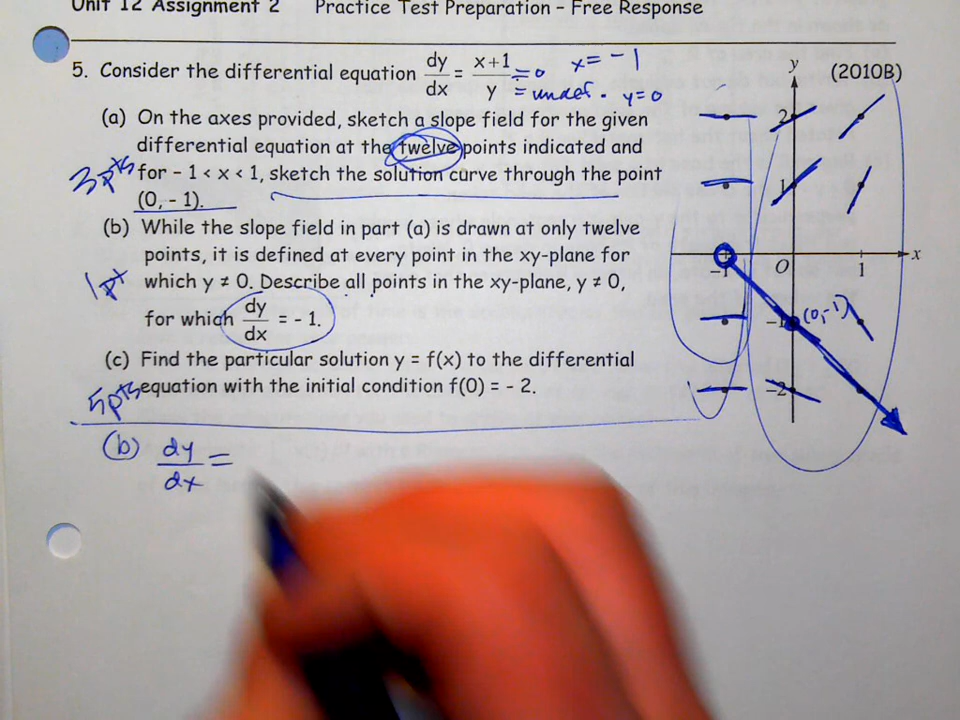 Unit 12 Assignment 2 Practice Test Preparation – Free Response
5. Consider the differential equation dy/dx = x+1/y =0 x=-1 = undef. y=0 (2010B)
(a) On the axes provided, sketch a slope field for the given
differential equation at the twelve points indicated and
3pts for - 1 < x < 1, sketch the solution curve through the point
(0, - 1).
(b) While the slope field in part (a) is drawn at only twelve
points, it is defined at every point in the xy-plane for
1pt which y ≠ 0. Describe all points in the xy-plane, y ≠ 0,
for which dy/dx = - 1.
(c) Find the particular solution y = f(x) to the differential
5pts equation with the initial condition f(0) = - 2.
(b) dy/dx =
y
2
1
-1 O 1 x
-1 (0,-1)
-2